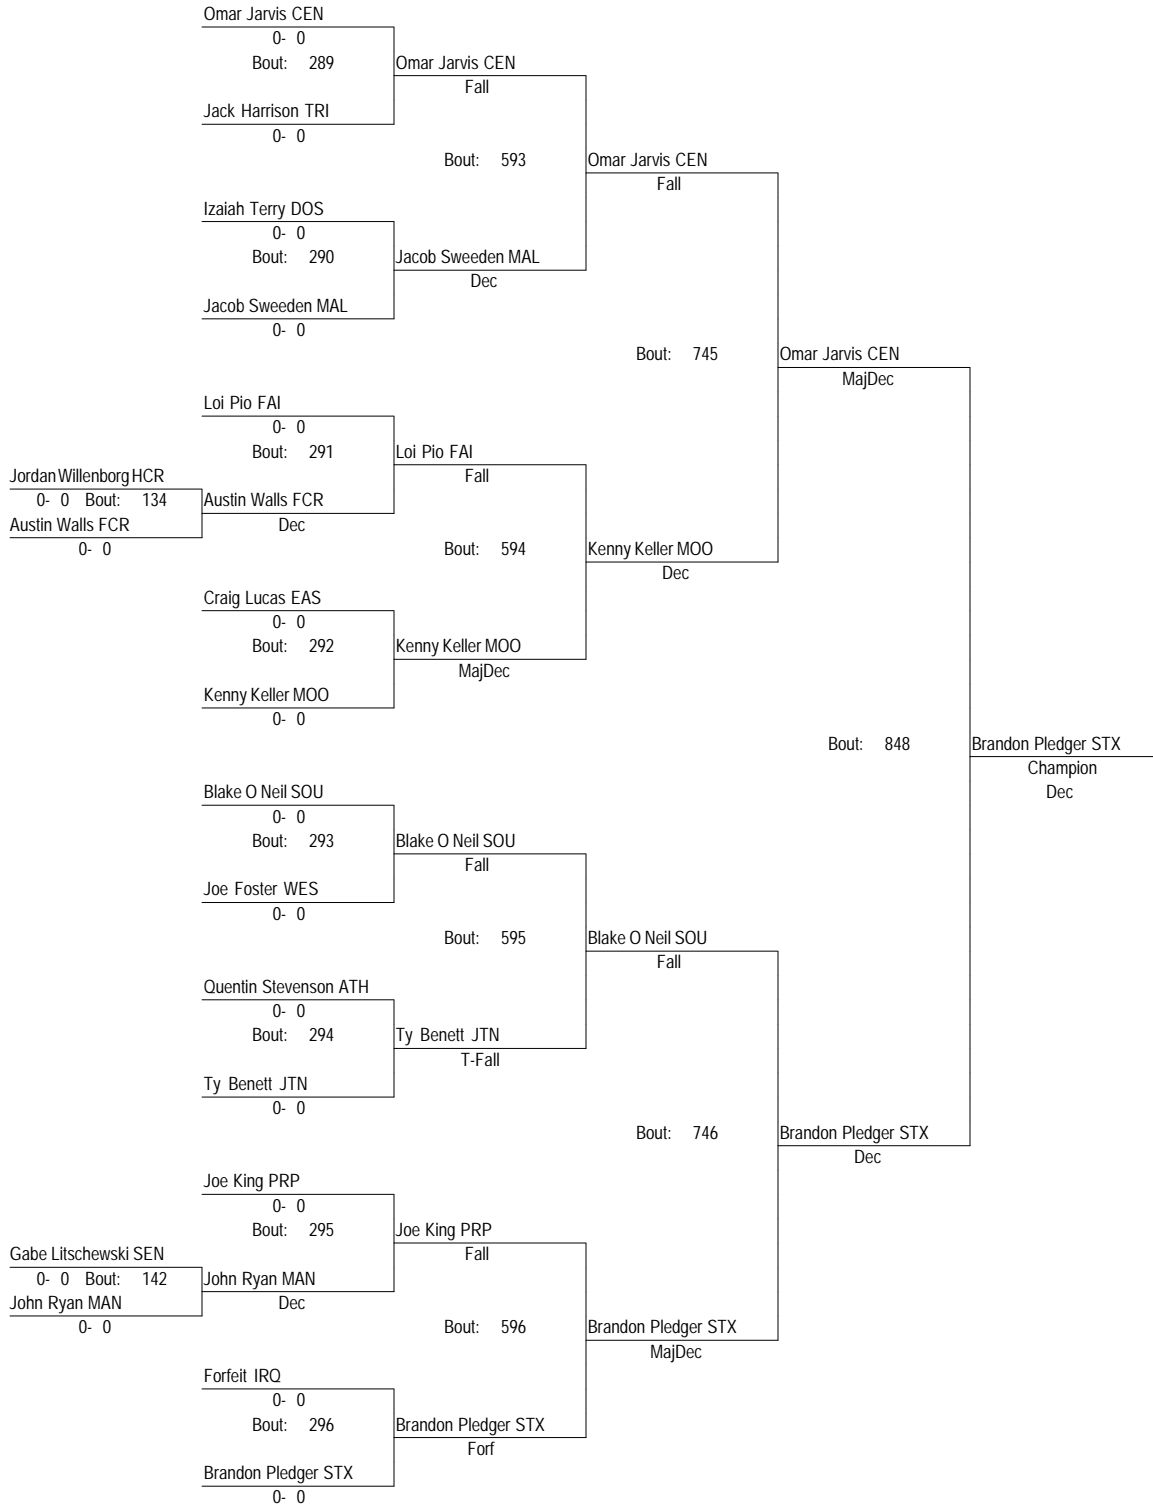 Omar Jarvis CEN
0- 0
Bout: 289
Omar Jarvis CEN
Fall
Jack Harrison TRI
0- 0
Bout: 593
Omar Jarvis CEN
Fall
Izaiah Terry DOS
0- 0
Bout: 290
Jacob Sweeden MAL
Dec
Jacob Sweeden MAL
0- 0
Bout: 745
Omar Jarvis CEN
MajDec
Loi Pio FAI
0- 0
Bout: 291
Loi Pio FAI
Fall
Jordan Willenborg HCR
0- 0 Bout: 134
Austin Walls FCR
Dec
Austin Walls FCR
0- 0
Bout: 594
Kenny Keller MOO
Dec
Craig Lucas EAS
0- 0
Bout: 292
Kenny Keller MOO
MajDec
Kenny Keller MOO
0- 0
Bout: 848
Brandon Pledger STX
Champion
Dec
Blake O Neil SOU
0- 0
Bout: 293
Blake O Neil SOU
Fall
Joe Foster WES
0- 0
Bout: 595
Blake O Neil SOU
Fall
Quentin Stevenson ATH
0- 0
Bout: 294
Ty Benett JTN
T-Fall
Ty Benett JTN
0- 0
Bout: 746
Brandon Pledger STX
Dec
Joe King PRP
0- 0
Bout: 295
Joe King PRP
Fall
Gabe Litschewski SEN
0- 0 Bout: 142
John Ryan MAN
Dec
John Ryan MAN
0- 0
Bout: 596
Brandon Pledger STX
MajDec
Forfeit IRQ
0- 0
Bout: 296
Brandon Pledger STX
Forf
Brandon Pledger STX
0- 0